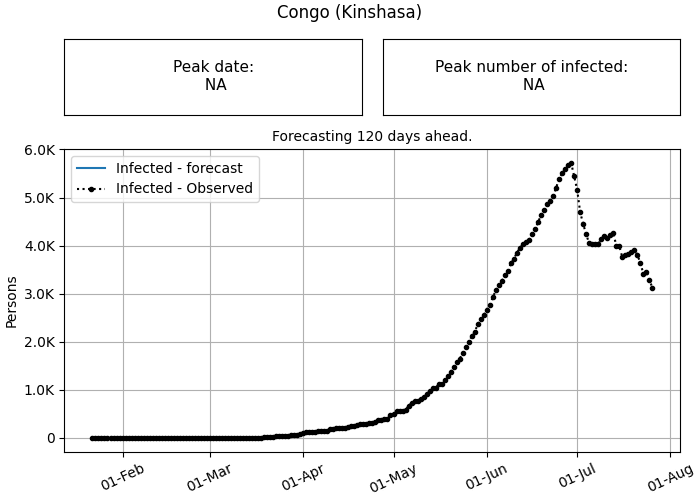 Congo (Kinshasa)
Peak date:
NA
Peak number of infected:
NA
Forecasting 120 days ahead.
Infected - forecast
Infected - Observed
6.0K
5.0K
4.0K
3.0K
2.0K
1.0K
0
Persons
01-Feb
01-Mar
01-Apr
01-May
01-Jun
01-Jul
01-Aug